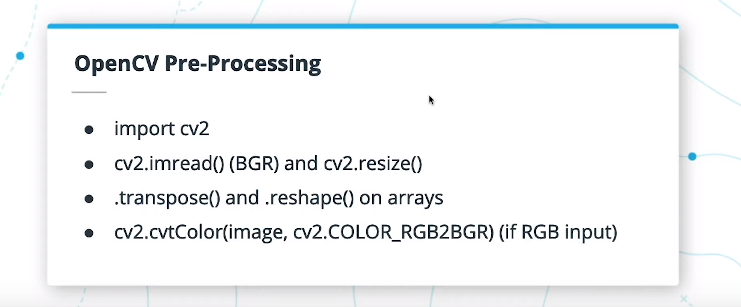 OpenCV Pre-Processing
● import cv2
● cv2.imread() (BGR) and cv2.resize()
● .transpose() and .reshape() on arrays
● cv2.cvtColor(image, cv2.COLOR_RGB2BGR) (if RGB input)